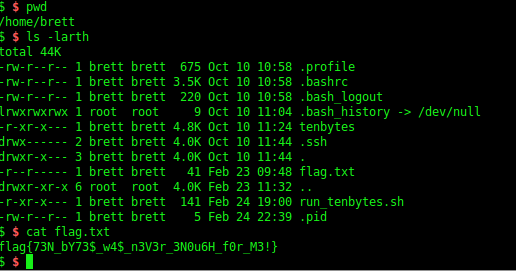 $ $ pwd
/home/brett
$ $ ls -larth
total 44K
-rw-r--r-- 1 brett brett  675 Oct 10 10:58 .profile
-rw-r--r-- 1 brett brett 3.5K Oct 10 10:58 .bashrc
-rw-r--r-- 1 brett brett  220 Oct 10 10:58 .bash_logout
lrwxrwxrwx 1 root  root     9 Oct 10 11:04 .bash_history -> /dev/null
-r-xr-x--- 1 brett brett 4.8K Oct 10 11:24 tenbytes
drwx------ 2 brett brett 4.0K Oct 10 11:44 .ssh
drwxr-x--- 3 brett brett 4.0K Oct 10 11:44 .
-r--r----- 1 brett brett   41 Feb 23 09:48 flag.txt
drwxr-xr-x 6 root  root  4.0K Feb 23 11:32 ..
-r-xr-x--- 1 brett brett  141 Feb 24 19:00 run_tenbytes.sh
-rw-r--r-- 1 brett brett    5 Feb 24 22:39 .pid
$ $ cat flag.txt
flag{73N_bY73$_w4$_n3V3r_3N0u6H_f0r_M3!}
$ $